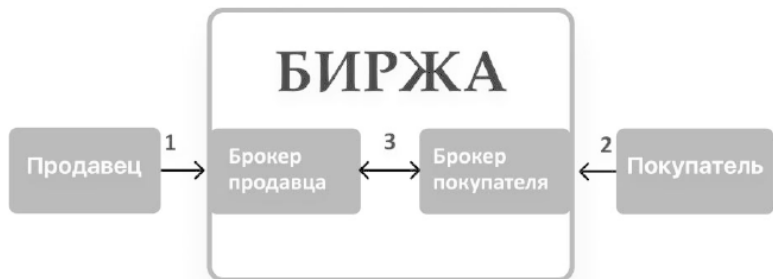 БИРЖА
Продавец
1
Брокер
продавца
3
Брокер
покупателя
2
Покупатель